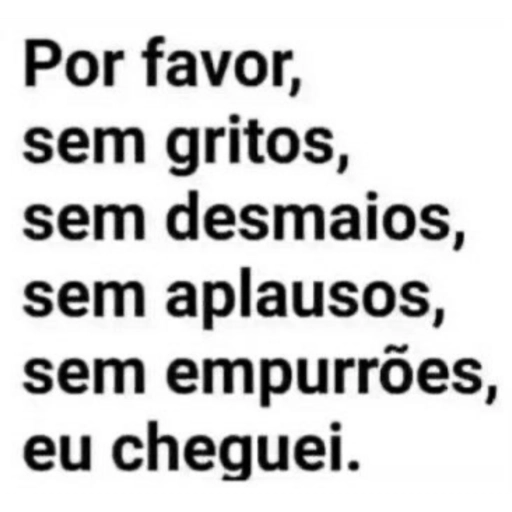 Por favor,
sem gritos,
sem desmaios,
sem aplausos,
sem empurrões,
eu cheguei.